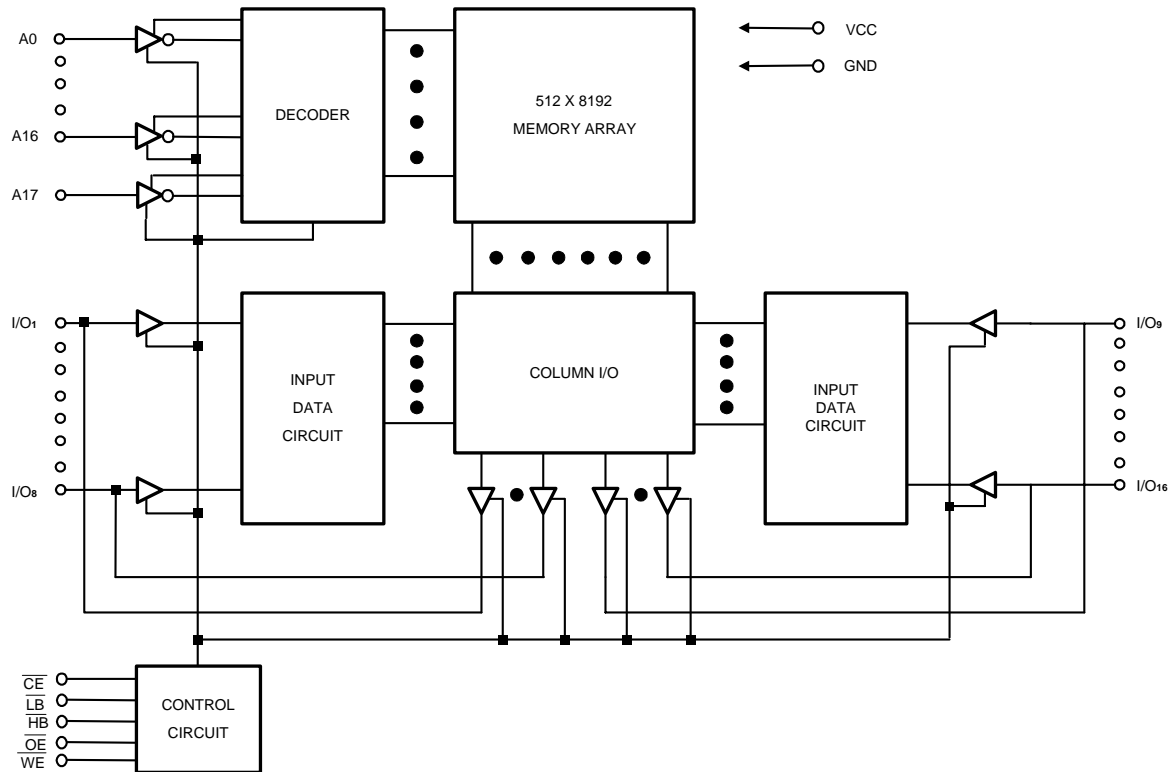 A0
VCC
GND
512 X 8192
MEMORY ARRAY
DECODER
A16
A17
I/O1
I/O9
INPUT
DATA
CIRCUIT
COLUMN I/O
INPUT
DATA
CIRCUIT
I/O8
I/O16
CE
LB
HB
OE
WE
CONTROL
CIRCUIT